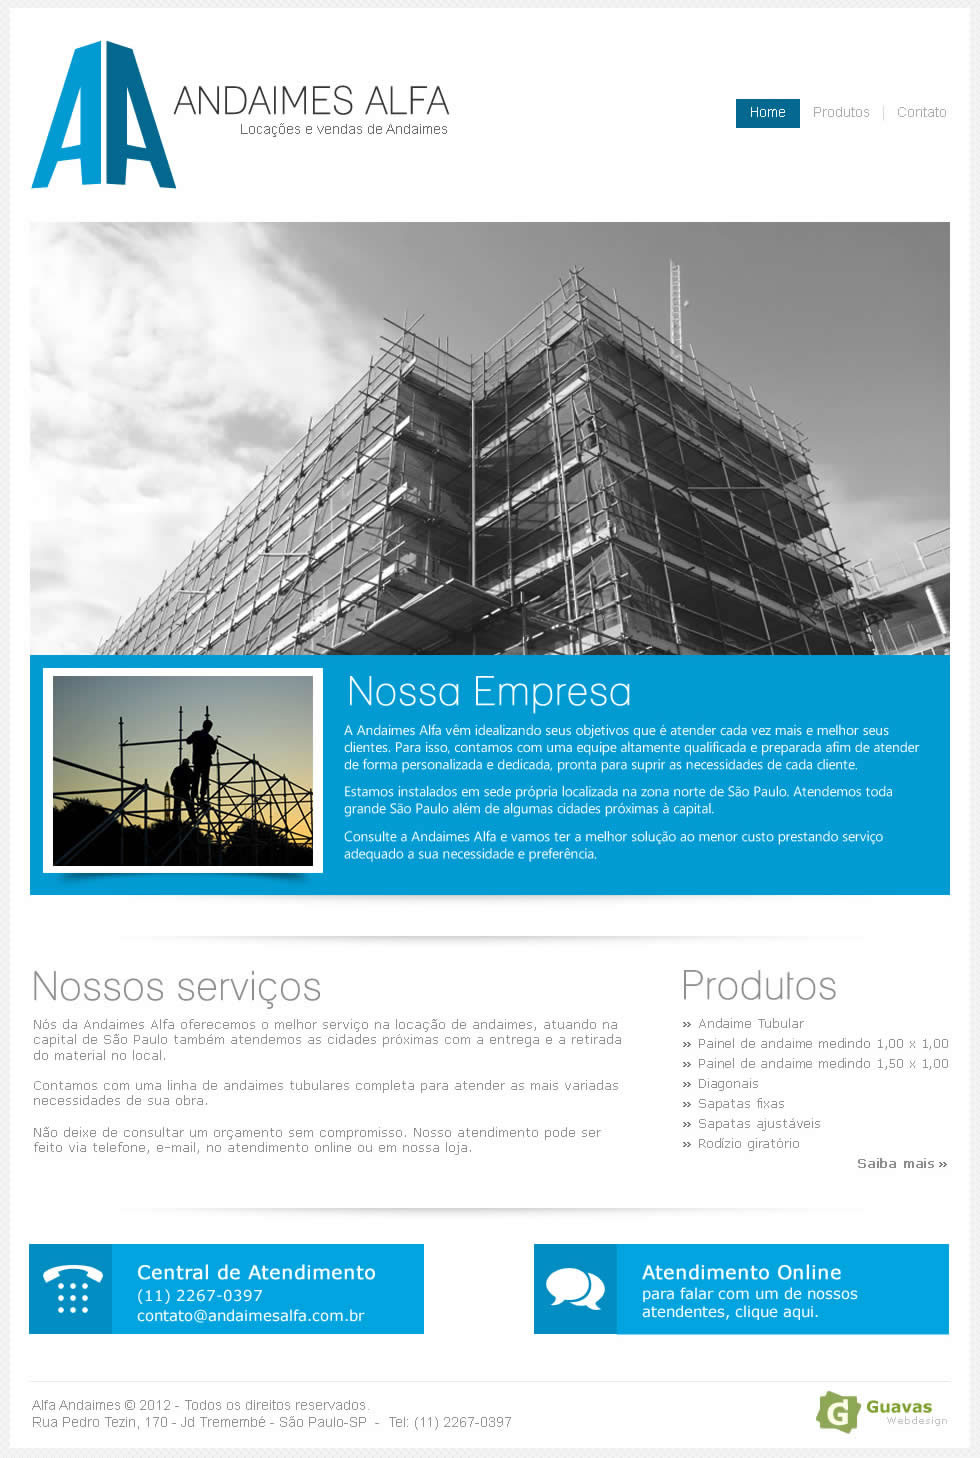 AA
ANDAIMES ALFA
Locações e vendas de Andaimes
Home
Produtos
Contato
Nossa Empresa
A Andaimes Alfa vêm idealizando seus objetivos que é atender cada vez mais e melhor seus
clientes. Para isso, contamos com uma equipe altamente qualificada e preparada afim de atender
de forma personalizada e dedicada, pronta para suprir as necessidades de cada cliente.
Estamos instalados em sede própria localizada na zona norte de São Paulo. Atendemos toda
grande São Paulo além de algumas cidades próximas à capital.
Consulte a Andaimes Alfa e vamos ter a melhor solução ao menor custo prestando serviço
adequado a sua necessidade e preferência.
Nossos serviços
Nós da Andaimes Alfa oferecemos o melhor serviço na locação de andaimes, atuando na
capital de São Paulo também atendemos as cidades próximas com a entrega e a retirada
do material no local.
Contamos com uma linha de andaimes tubulares completa para atender as mais variadas
necessidades de sua obra.
Não deixe de consultar um orçamento sem compromisso. Nosso atendimento pode ser
feito via telefone, e-mail, no atendimento online ou em nossa loja.
Produtos
» Andaime Tubular
» Painel de andaime medindo 1,00 x 1,00
» Painel de andaime medindo 1,50 x 1,00
» Diagonais
» Sapatas fixas
» Sapatas ajustáveis
» Rodízio giratório
Saiba mais »
Central de Atendimento
(11) 2267-0397
contato@andaimesalfa.com.br
Atendimento Online
para falar com um de nossos
atendentes, clique aqui.
Alfa Andaimes © 2012 - Todos os direitos reservados.
Rua Pedro Tezin, 170 - Jd Tremembé - São Paulo-SP - Tel: (11) 2267-0397
Guavas
Webdesign